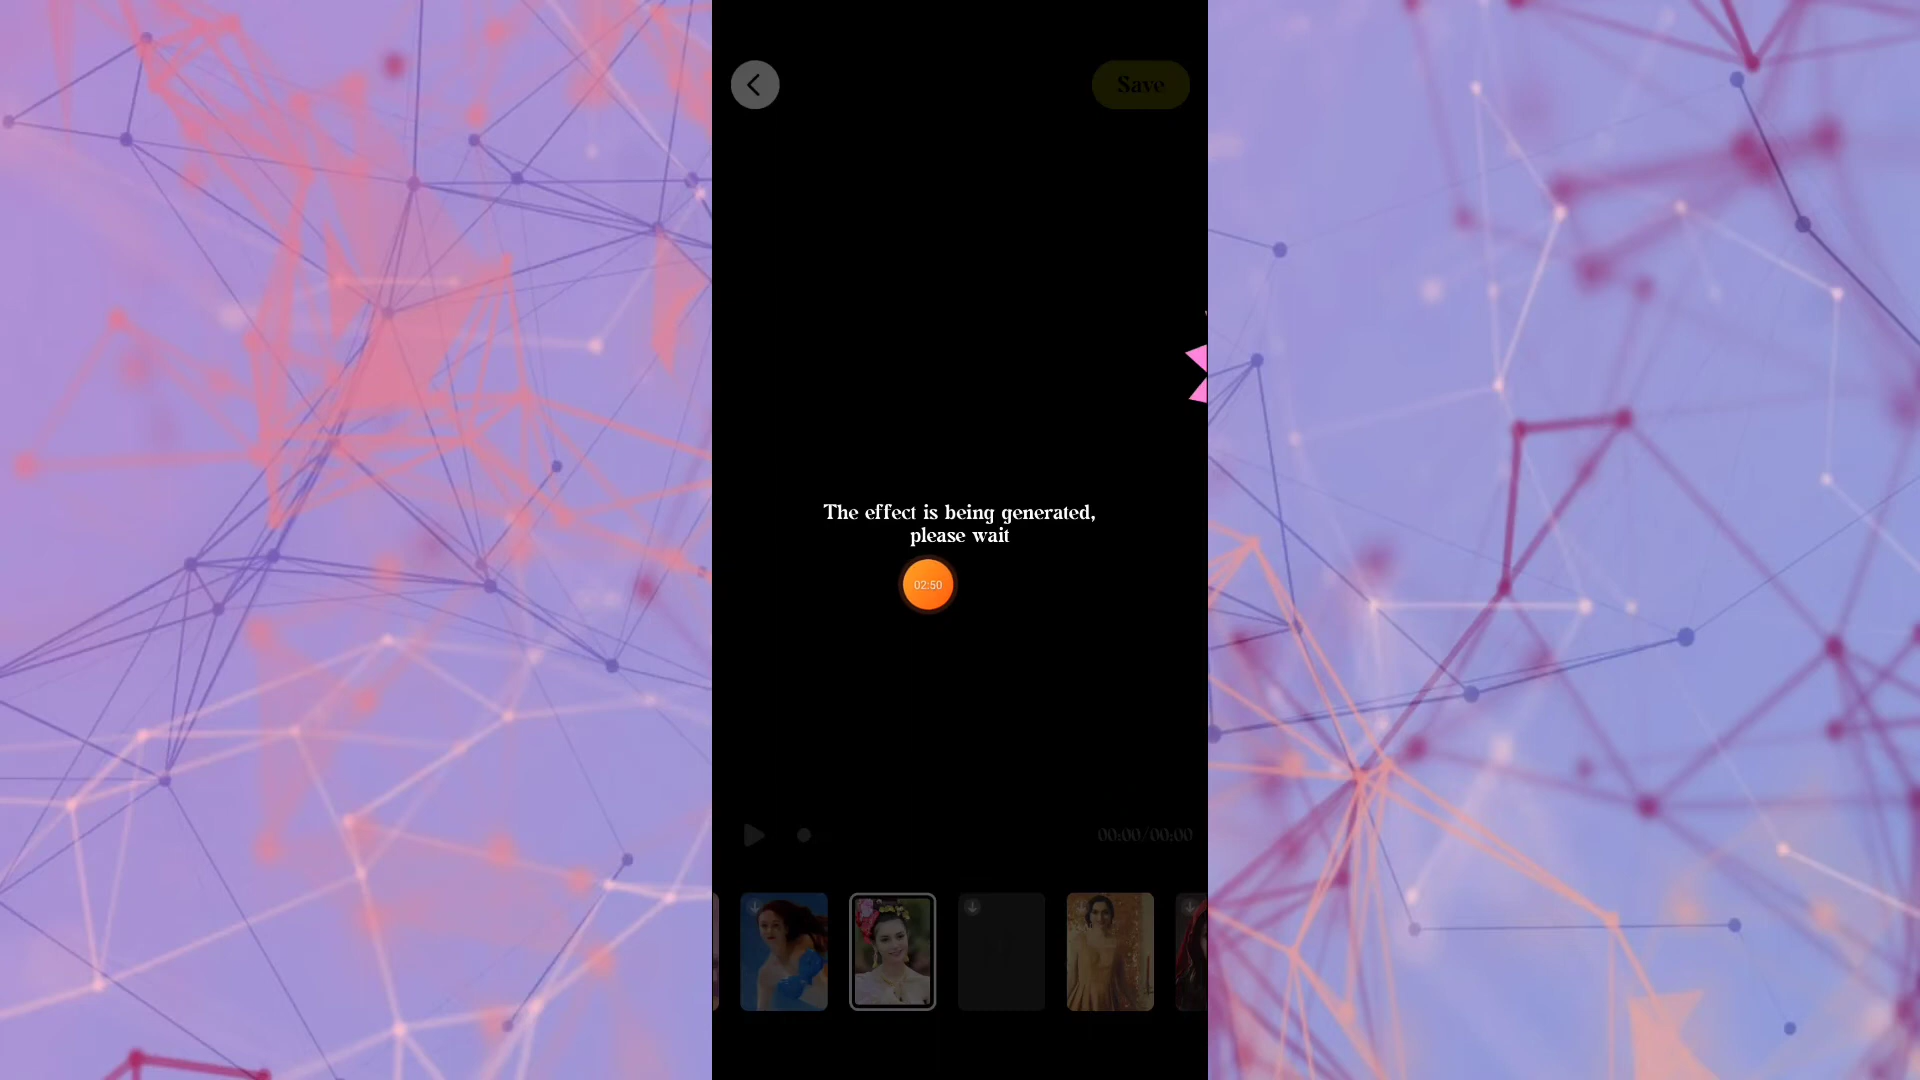 Save
The effect is being generated,
please wait
02:50
00:00/00:00